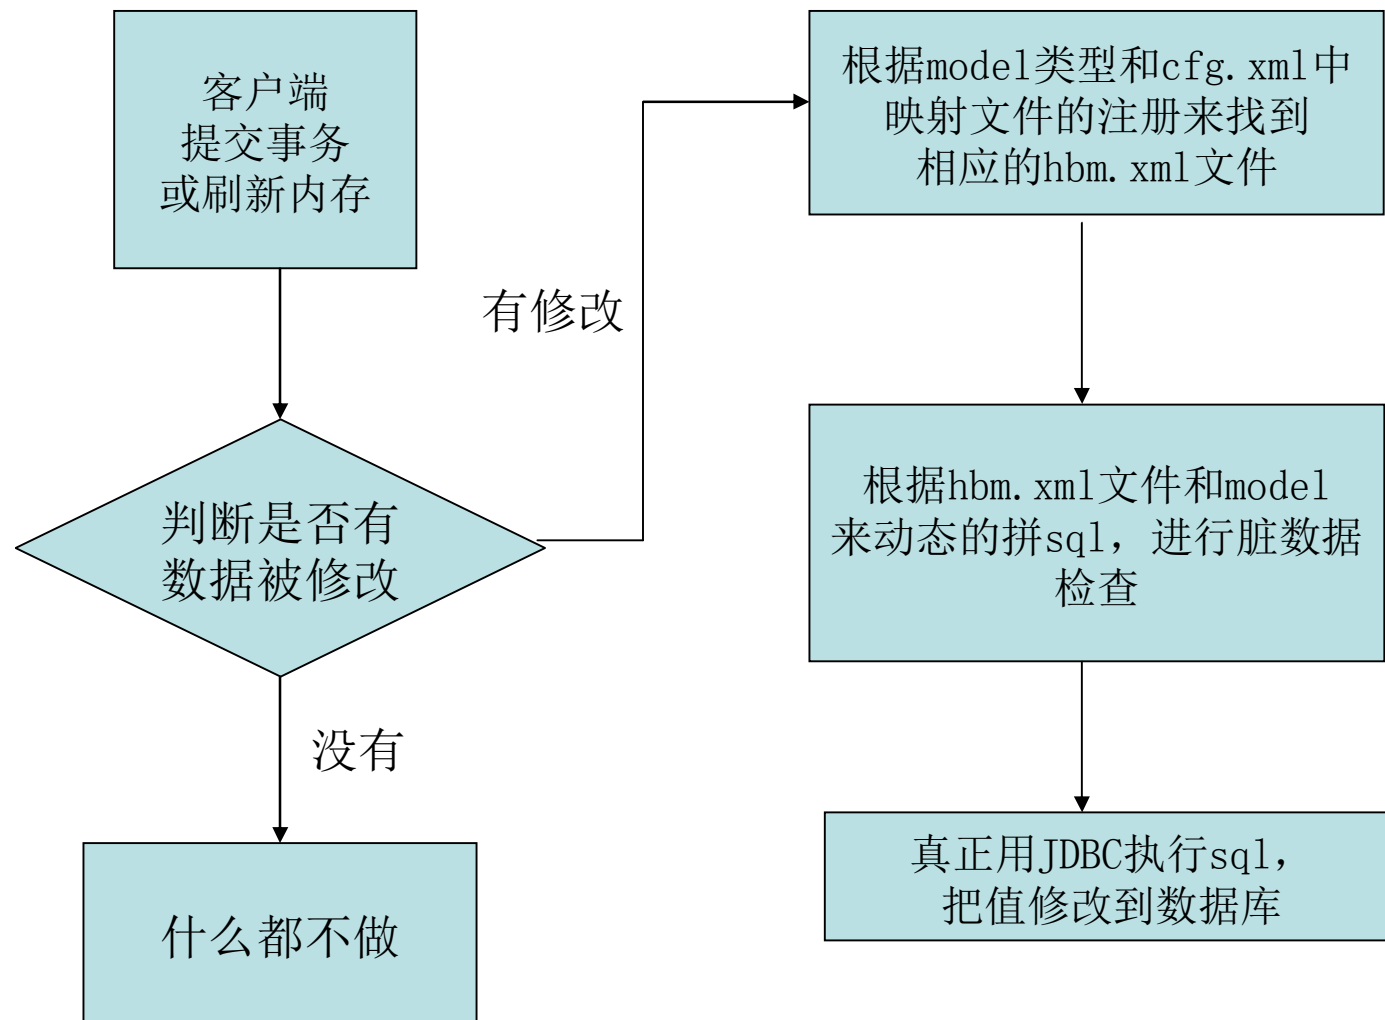 客户端
提交事务
或刷新内存
有修改
判断是否有
数据被修改
没有
什么都不做
根据model类型和cfg.xml中
映射文件的注册来找到
相应的hbm.xml文件
根据hbm.xml文件和model
来动态的拼sql，进行脏数据
检查
真正用JDBC执行sql，
把值修改到数据库